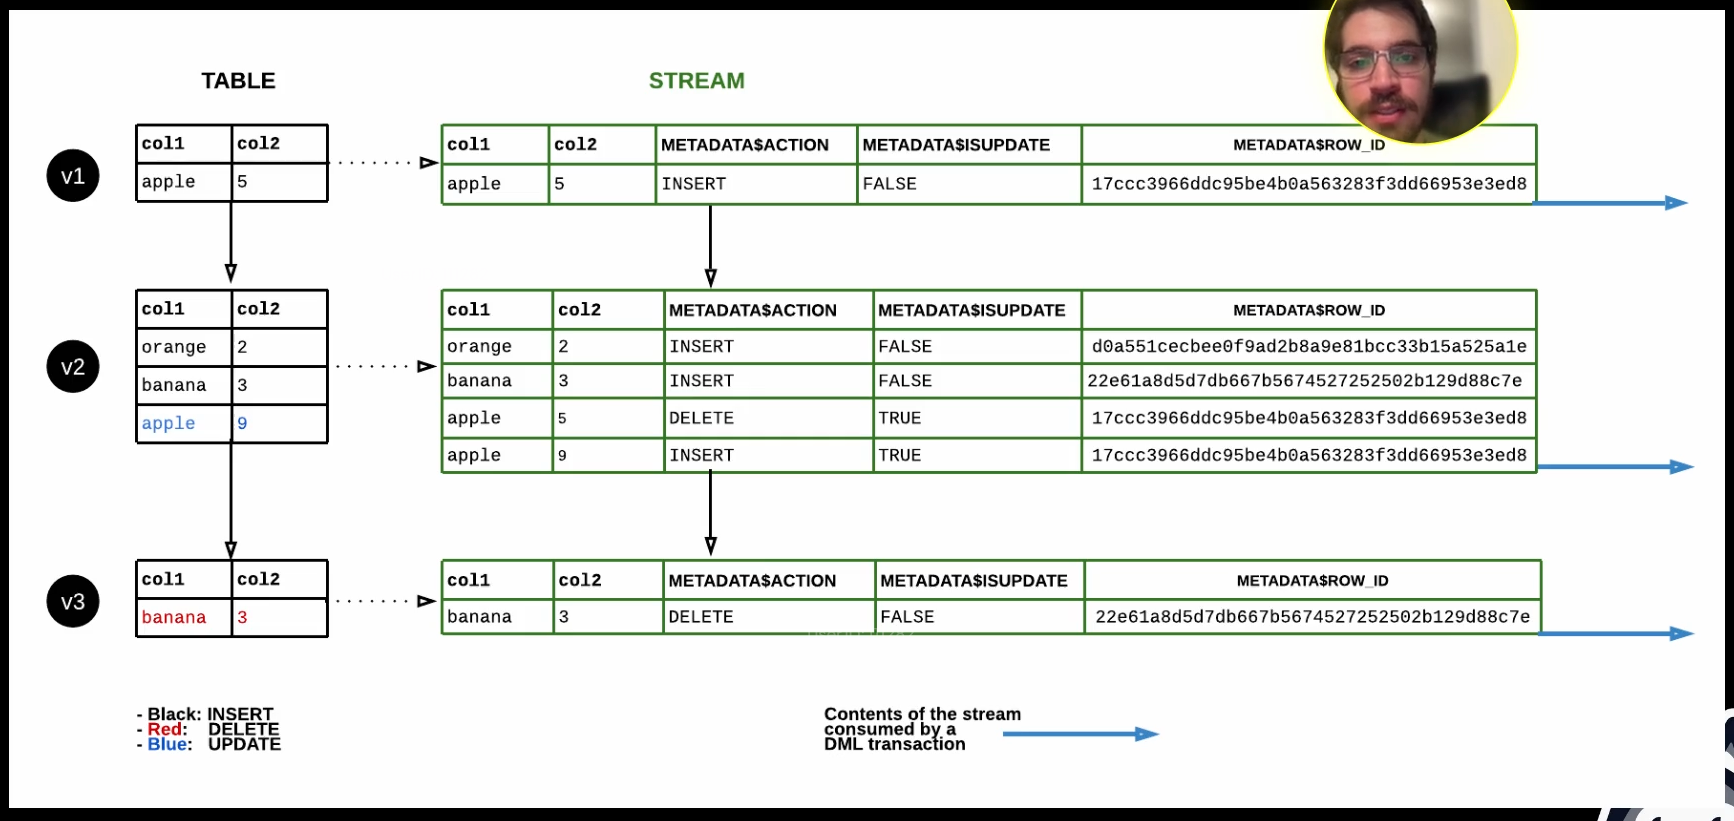 TABLE STREAM
v1
col1 col2
apple 5
col1 col2 METADATA$ACTION METADATA$ISUPDATE METADATA$ROW_ID
apple 5 INSERT FALSE 17ccc3966ddc95be4b0a563283f3dd66953e3ed8
v2
col1 col2
orange 2
banana 3
apple 9
col1 col2 METADATA$ACTION METADATA$ISUPDATE METADATA$ROW_ID
orange 2 INSERT FALSE d0a551cecbee0f9ad2b8a9e81bcc33b15a525a1e
banana 3 INSERT FALSE 22e61a8d5d7db667b5674527252502b129d88c7e
apple 5 DELETE TRUE 17ccc3966ddc95be4b0a563283f3dd66953e3ed8
apple 9 INSERT TRUE 17ccc3966ddc95be4b0a563283f3dd66953e3ed8
v3
col1 col2
banana 3
col1 col2 METADATA$ACTION METADATA$ISUPDATE METADATA$ROW_ID
banana 3 DELETE FALSE 22e61a8d5d7db667b5674527252502b129d88c7e
- Black: INSERT
- Red: DELETE
- Blue: UPDATE
Contents of the stream
consumed by a
DML transaction